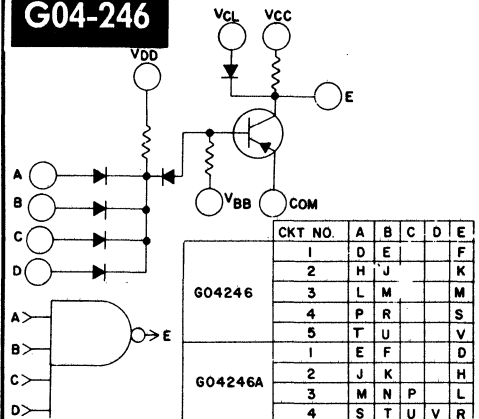 G04-246
VCL VCC
VDD
E
A
B
C
D
VBB COM
A
B
C
D
E
CKT NO. A B C D E
G04246
1 D E F
2 H J K
3 L M M
4 P R S
5 T U V
G04246A
1 E F D
2 J K H
3 M N P L
4 S T U V R